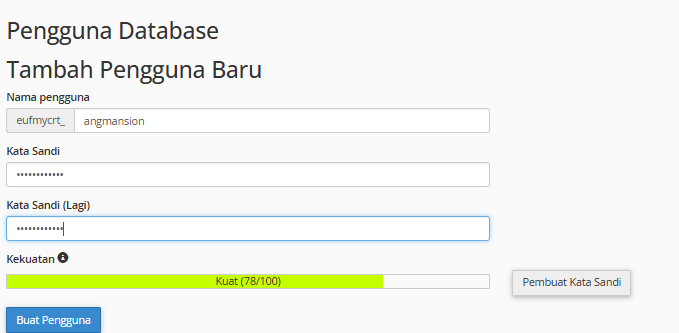 Pengguna Database
Tambah Pengguna Baru
Nama pengguna
eufmycrt_ angmansion
Kata Sandi
••••••••••••
Kata Sandi (Lagi)
••••••••••••
Kekuatan
Kuat (78/100)
Pembuat Kata Sandi
Buat Pengguna